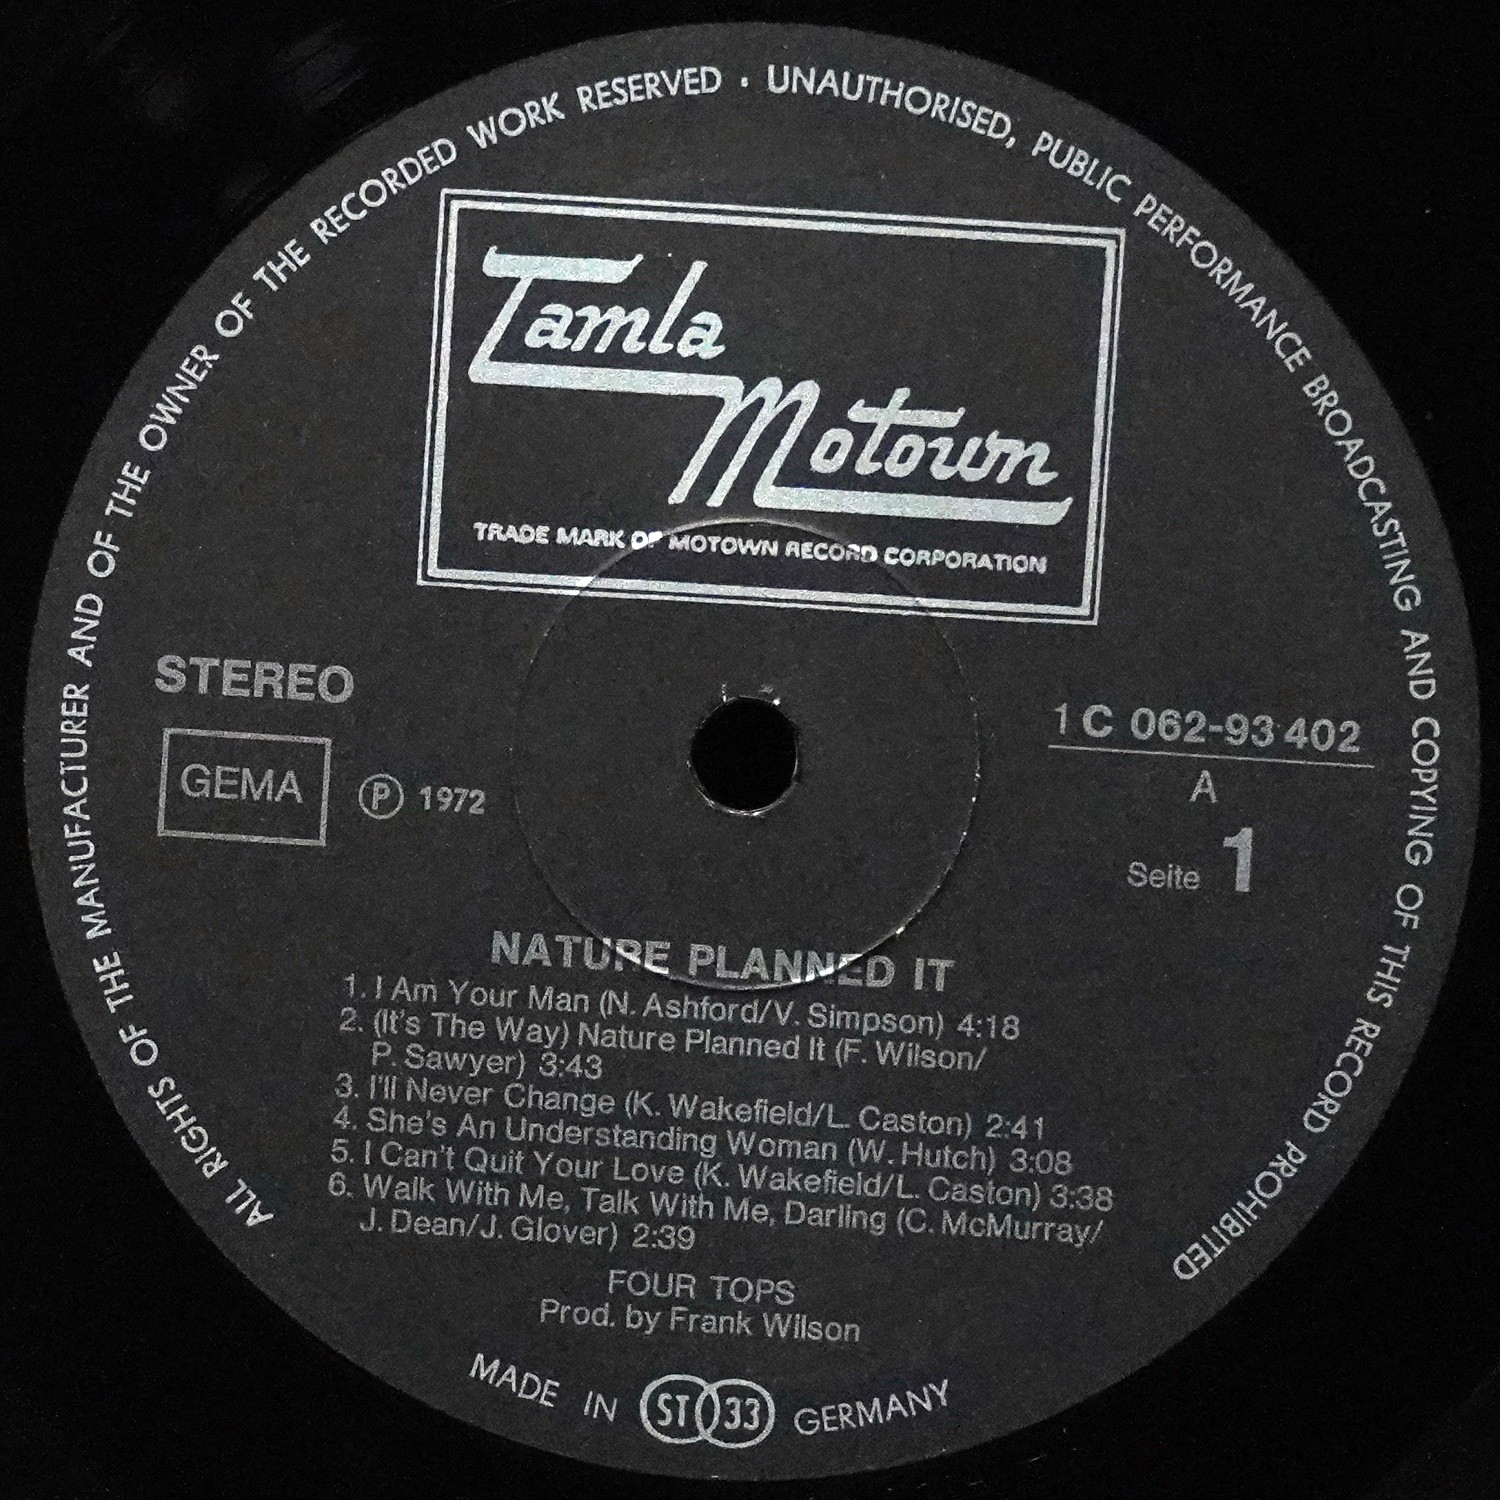 ALL RIGHTS OF THE MANUFACTURER AND OF THE OWNER OF THE RECORDED WORK RESERVED · UNAUTHORISED, PUBLIC PERFORMANCE BROADCASTING AND COPYING OF THIS RECORD PROHIBITED
Tamla
Motown
TRADE MARK OF MOTOWN RECORD CORPORATION
STEREO
GEMA
Ⓟ 1972
1 C 062-93 402
A
Seite 1
NATURE PLANNED IT
1. I Am Your Man (N. Ashford/V. Simpson) 4:18
2. (It's The Way) Nature Planned It (F. Wilson/
P. Sawyer) 3:43
3. I'll Never Change (K. Wakefield/L. Caston) 2:41
4. She's An Understanding Woman (W. Hutch) 3:08
5. I Can't Quit Your Love (K. Wakefield/L. Caston) 3:38
6. Walk With Me, Talk With Me, Darling (C. McMurray/
J. Dean/J. Glover) 2:39
FOUR TOPS
Prod. by Frank Wilson
MADE IN ST 33 GERMANY